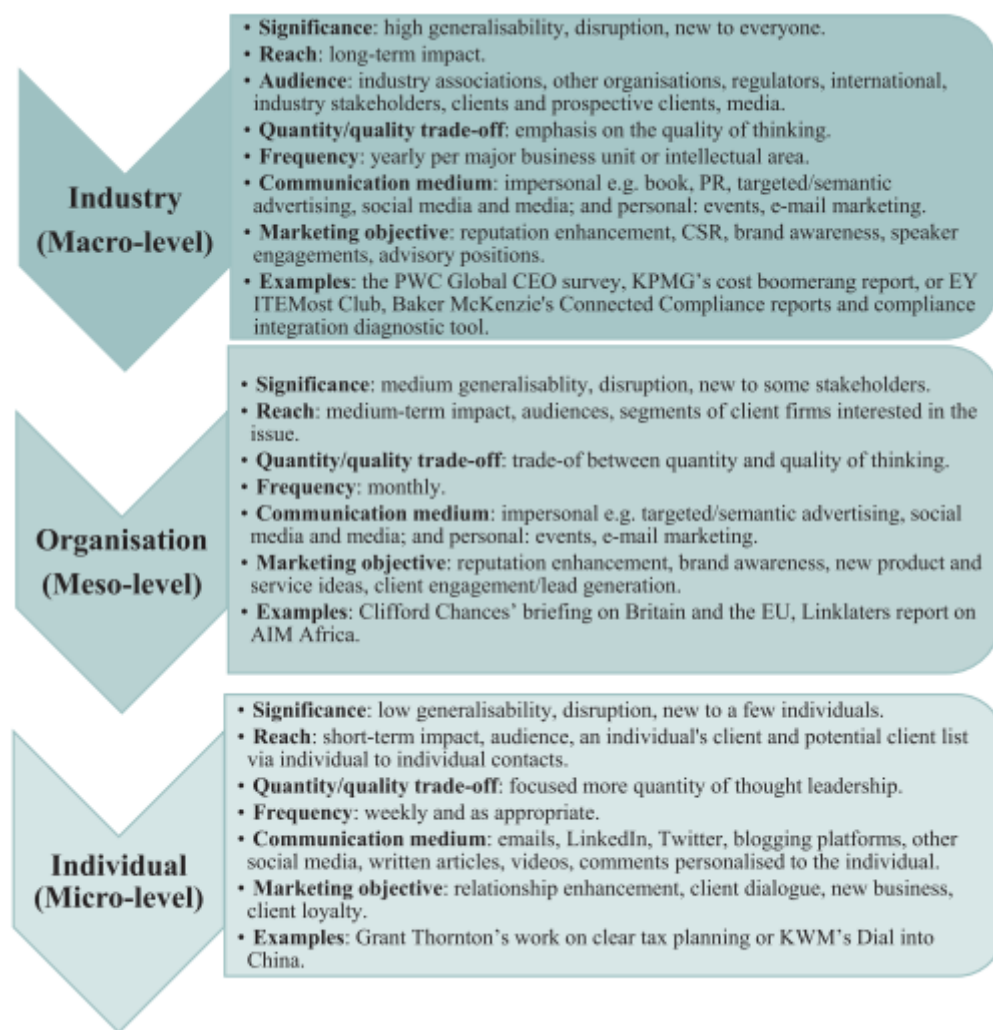 Industry
(Macro-level)
• Significance: high generalisability, disruption, new to everyone.
• Reach: long-term impact.
• Audience: industry associations, other organisations, regulators, international,
industry stakeholders, clients and prospective clients, media.
• Quantity/quality trade-off: emphasis on the quality of thinking.
• Frequency: yearly per major business unit or intellectual area.
• Communication medium: impersonal e.g. book, PR, targeted/semantic
advertising, social media and media; and personal: events, e-mail marketing.
• Marketing objective: reputation enhancement, CSR, brand awareness, speaker
engagements, advisory positions.
• Examples: the PWC Global CEO survey, KPMG's cost boomerang report, or EY
ITEMost Club, Baker McKenzie's Connected Compliance reports and compliance
integration diagnostic tool.
Organisation
(Meso-level)
• Significance: medium generalisablity, disruption, new to some stakeholders.
• Reach: medium-term impact, audiences, segments of client firms interested in the
issue.
• Quantity/quality trade-off: trade-of between quantity and quality of thinking.
• Frequency: monthly.
• Communication medium: impersonal e.g. targeted/semantic advertising, social
media and media; and personal: events, e-mail marketing.
• Marketing objective: reputation enhancement, brand awareness, new product and
service ideas, client engagement/lead generation.
• Examples: Clifford Chances' briefing on Britain and the EU, Linklaters report on
AIM Africa.
Individual
(Micro-level)
• Significance: low generalisability, disruption, new to a few individuals.
• Reach: short-term impact, audience, an individual's client and potential client list
via individual to individual contacts.
• Quantity/quality trade-off: focused more quantity of thought leadership.
• Frequency: weekly and as appropriate.
• Communication medium: emails, LinkedIn, Twitter, blogging platforms, other
social media, written articles, videos, comments personalised to the individual.
• Marketing objective: relationship enhancement, client dialogue, new business,
client loyalty.
• Examples: Grant Thornton's work on clear tax planning or KWM's Dial into
China.